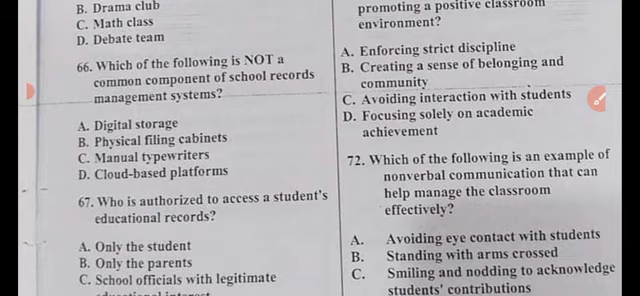 B. Drama club
C. Math class
D. Debate team
66. Which of the following is NOT a
common component of school records
management systems?
A. Digital storage
B. Physical filing cabinets
C. Manual typewriters
D. Cloud-based platforms
67. Who is authorized to access a student's
educational records?
A. Only the student
B. Only the parents
C. School officials with legitimate
educational interest
promoting a positive classroom
environment?
A. Enforcing strict discipline
B. Creating a sense of belonging and
community
C. Avoiding interaction with students
D. Focusing solely on academic
achievement
72. Which of the following is an example of
nonverbal communication that can
help manage the classroom
effectively?
A. Avoiding eye contact with students
B. Standing with arms crossed
C. Smiling and nodding to acknowledge
students' contributions